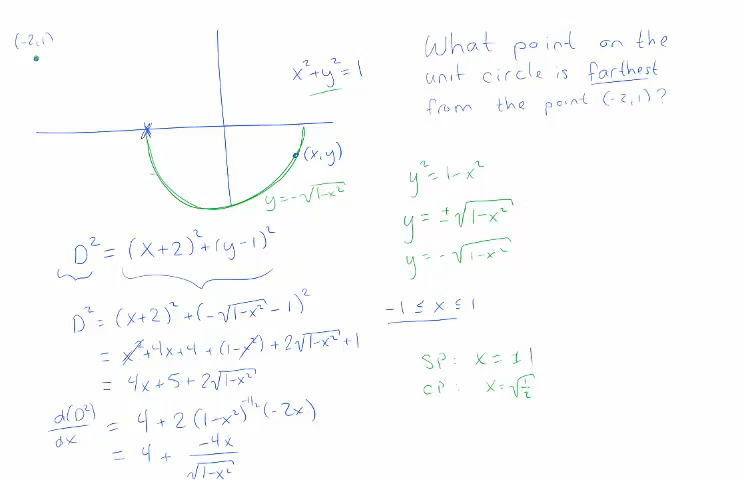 (-2,1)
x²+y²=1
(x,y)
y=-√(1-x²)
What point on the
unit circle is farthest
from the point (-2,1)?
D² = (x+2)²+(y-1)²
D² = (x+2)²+(-√(1-x²) -1)²
= x²+4x+4+(1-x²)+2√(1-x²)+1
= 4x+5+2√(1-x²)
d(D²)/dx = 4+2(1-x²)^(-1/2)(-2x)
= 4+ -4x/√(1-x²)
y²=1-x²
y=±√(1-x²)
y=-√(1-x²)
-1≤x≤1
SP: x=±1
CP: x=√(1/2)